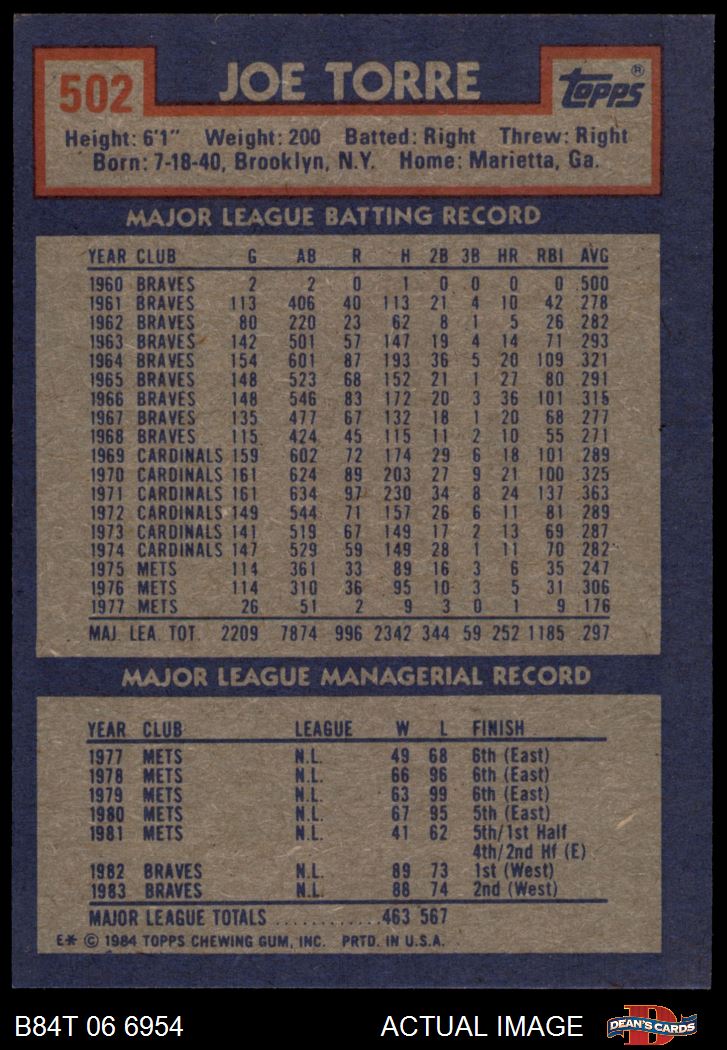 502
JOE TORRE
TOPPS®
Height: 6'1" Weight: 200 Batted: Right Threw: Right
Born: 7-18-40, Brooklyn, N.Y. Home: Marietta, Ga.
MAJOR LEAGUE BATTING RECORD
YEAR CLUB G AB R H 2B 3B HR RBI AVG
1960 BRAVES 2 2 0 1 0 0 0 0 .500
1961 BRAVES 113 406 40 113 21 4 10 42 .278
1962 BRAVES 80 220 23 62 8 1 5 26 .282
1963 BRAVES 142 501 57 147 19 4 14 71 .293
1964 BRAVES 154 601 87 193 36 5 20 109 .321
1965 BRAVES 148 523 68 152 21 1 27 80 .291
1966 BRAVES 148 546 83 172 20 3 36 101 .315
1967 BRAVES 135 477 67 132 18 1 20 68 .277
1968 BRAVES 115 424 45 115 11 2 10 55 .271
1969 CARDINALS 159 602 72 174 29 6 18 101 .289
1970 CARDINALS 161 624 89 203 27 9 21 100 .325
1971 CARDINALS 161 634 97 230 34 8 24 137 .363
1972 CARDINALS 149 544 71 157 26 6 11 81 .289
1973 CARDINALS 141 519 67 149 17 2 13 69 .287
1974 CARDINALS 147 529 59 149 28 1 11 70 .282
1975 METS 114 361 33 89 16 3 6 35 .247
1976 METS 114 310 36 95 10 3 5 31 .306
1977 METS 26 51 2 9 3 0 1 9 .176
MAJ. LEA. TOT. 2209 7874 996 2342 344 59 252 1185 .297
MAJOR LEAGUE MANAGERIAL RECORD
YEAR CLUB LEAGUE W L FINISH
1977 METS N.L. 49 68 6th (East)
1978 METS N.L. 66 96 6th (East)
1979 METS N.L. 63 99 6th (East)
1980 METS N.L. 67 95 5th (East)
1981 METS N.L. 41 62 5th/1st Half
4th/2nd Hf (E)
1982 BRAVES N.L. 89 73 1st (West)
1983 BRAVES N.L. 88 74 2nd (West)
MAJOR LEAGUE TOTALS ............463 567
E* © 1984 TOPPS CHEWING GUM, INC. PRTD. IN U.S.A.
B84T 06 6954 ACTUAL IMAGE
DEAN'S CARDS